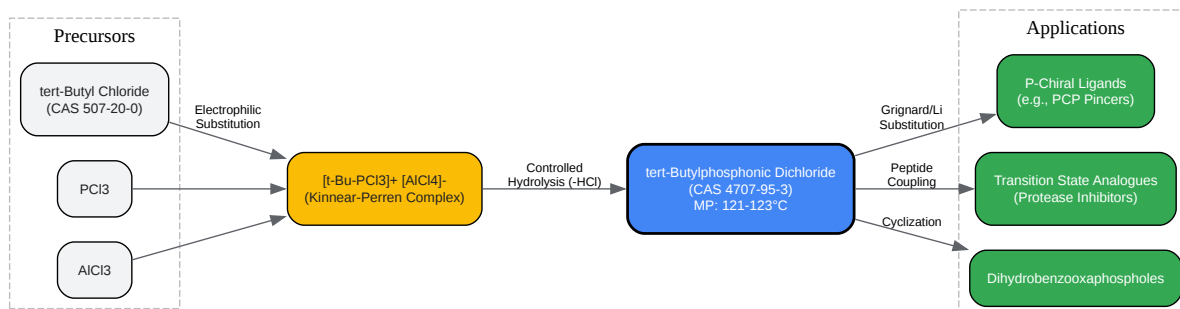 Precursors
tert-Butyl Chloride
(CAS 507-20-0)
PCl3
AlCl3
Electrophilic
Substitution
[t-Bu-PCl3]+ [AlCl4]-
(Kinnear-Perren Complex)
Controlled
Hydrolysis (-HCl)
tert-Butylphosphonic Dichloride
(CAS 4707-95-3)
MP: 121-123°C
Grignard/Li
Substitution
Peptide
Coupling
Cyclization
Applications
P-Chiral Ligands
(e.g., PCP Pincers)
Transition State Analogues
(Protease Inhibitors)
Dihydrobenzooxaphospholes